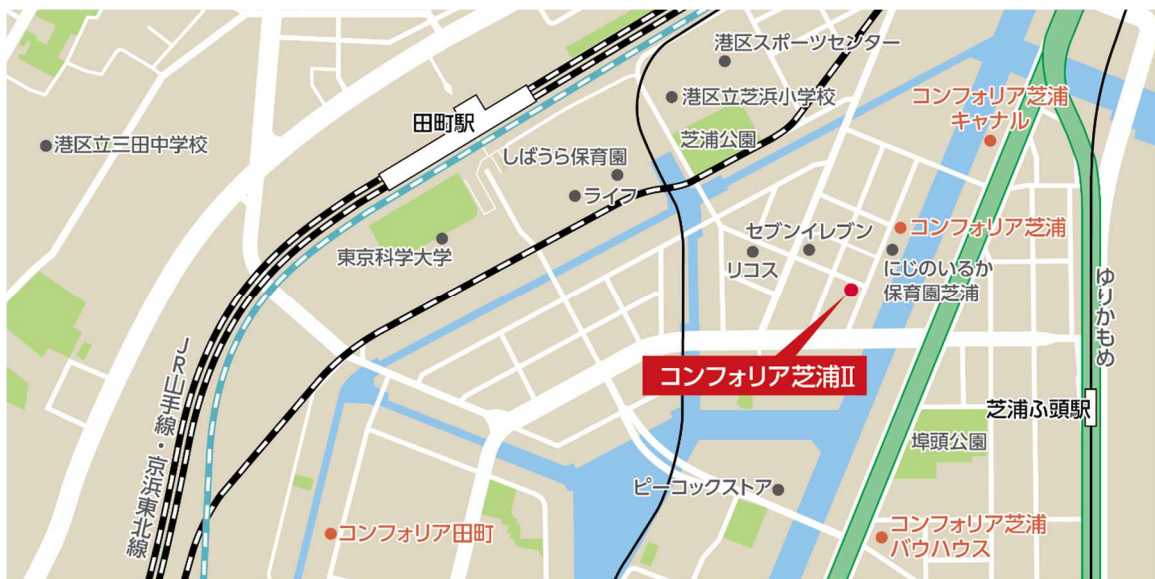 港区スポーツセンター
港区立芝浜小学校
コンフォリア芝浦
キャナル
田町駅
港区立三田中学校
芝浦公園
しばうら保育園
ライフ
コンフォリア芝浦
セブンイレブン
東京科学大学
リコス
にじのいるか
保育園芝浦
ゆりかもめ
JR山手線・京浜東北線
コンフォリア芝浦Ⅱ
芝浦ふ頭駅
埠頭公園
ピーコックストア
コンフォリア田町
コンフォリア芝浦
バウハウス